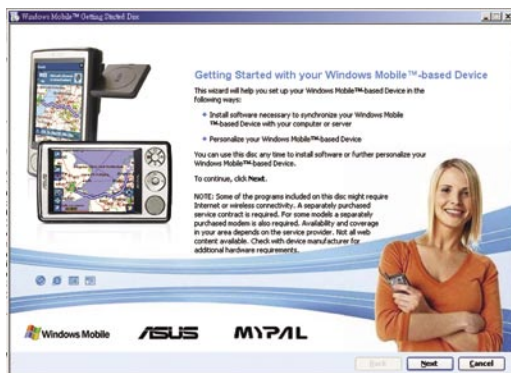 Windows Mobile™ Getting Started Disc
Getting Started with your Windows Mobile™-based Device
This wizard will help you set up your Windows Mobile™-based Device in the
following ways:
Install software necessary to synchronize your Windows Mobile
™-based Device with your computer or server
Personalize your Windows Mobile™-based Device
You can use this disc any time to install software or further personalize your
Windows Mobile™-based Device.
To continue, click Next.
NOTE: Some of the programs included on this disc might require
Internet or wireless connectivity. A separately purchased
service contract is required. For some models a separately
purchased modem is also required. Availability and coverage
in your area depends on the service provider. Not all web
content available. Check with device manufacturer for
additional hardware requirements.
Windows Mobile
ASUS
MYPAL
Back
Next
Cancel